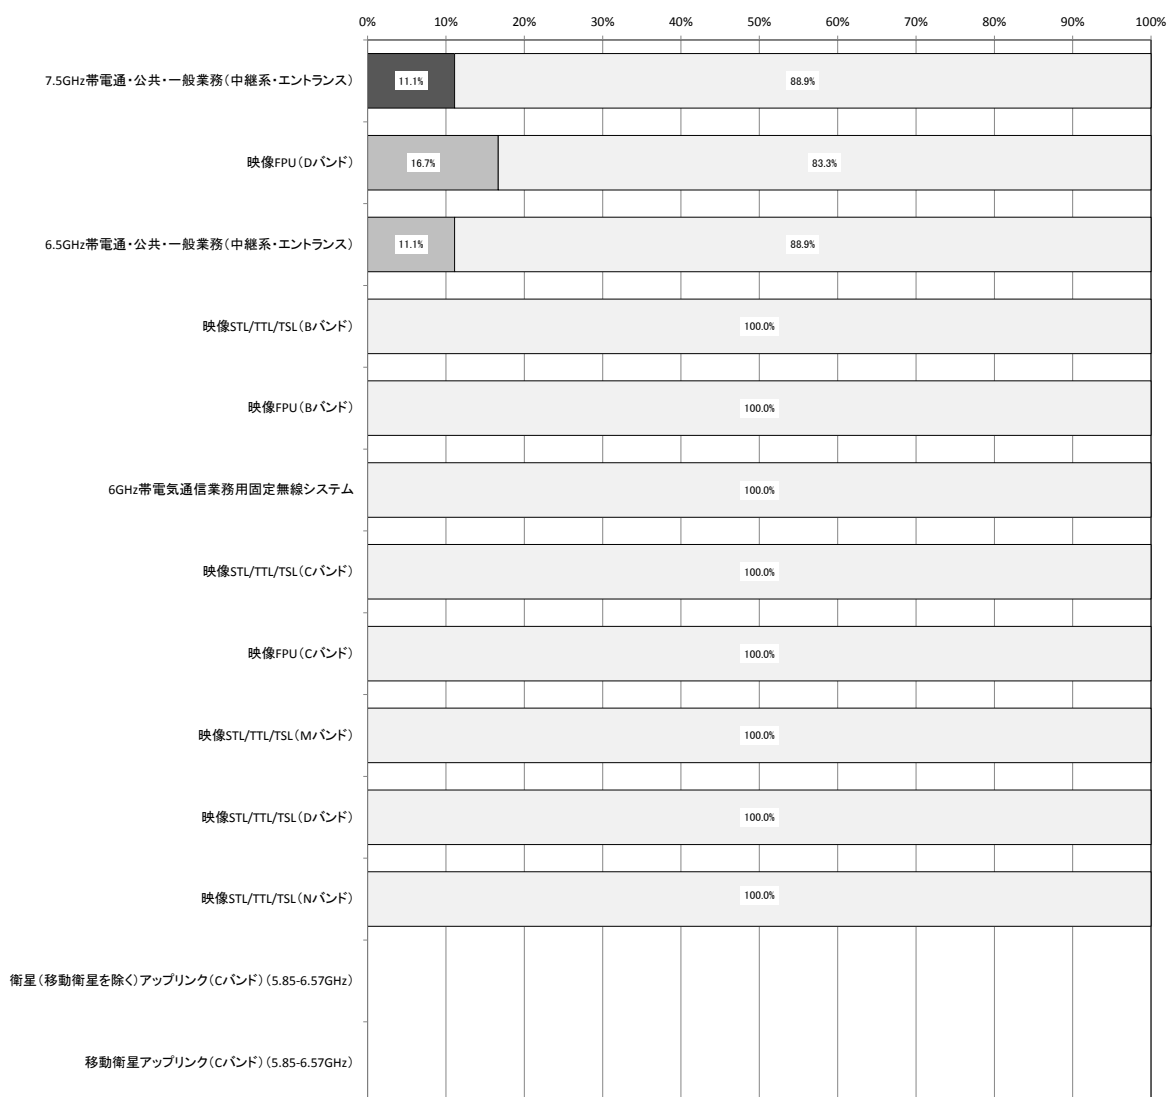 0% 10% 20% 30% 40% 50% 60% 70% 80% 90% 100%
7.5GHz帯電通・公共・一般業務(中継系・エントランス) 11.1% 88.9%
映像FPU(Dバンド) 16.7% 83.3%
6.5GHz帯電通・公共・一般業務(中継系・エントランス) 11.1% 88.9%
映像STL/TTL/TSL(Bバンド) 100.0%
映像FPU(Bバンド) 100.0%
6GHz帯電気通信業務用固定無線システム 100.0%
映像STL/TTL/TSL(Cバンド) 100.0%
映像FPU(Cバンド) 100.0%
映像STL/TTL/TSL(Mバンド) 100.0%
映像STL/TTL/TSL(Dバンド) 100.0%
映像STL/TTL/TSL(Nバンド) 100.0%
衛星(移動衛星を除く)アップリンク(Cバンド)(5.85-6.57GHz)
移動衛星アップリンク(Cバンド)(5.85-6.57GHz)